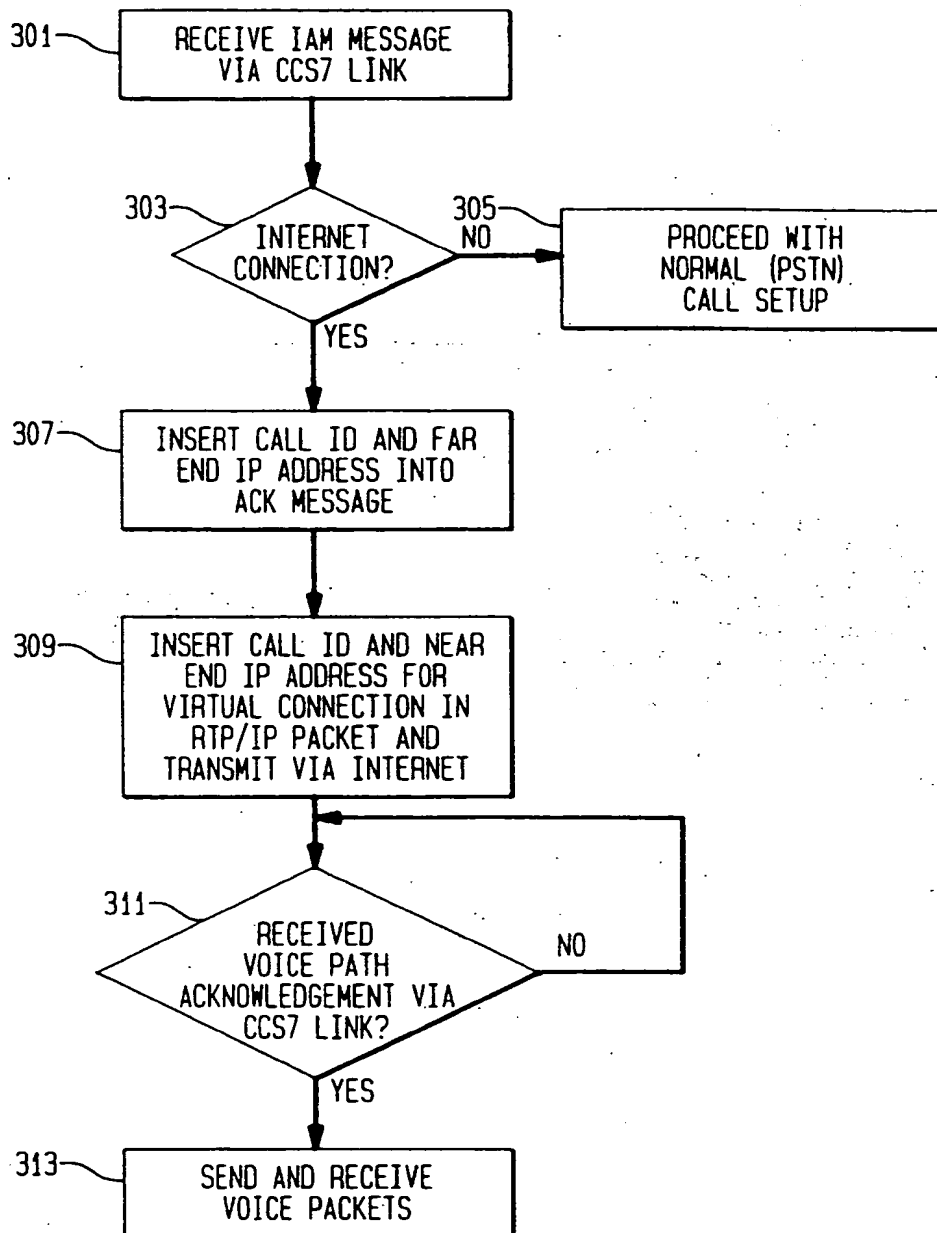 301
RECEIVE IAM MESSAGE
VIA CCS7 LINK
303
INTERNET
CONNECTION?
NO
305
PROCEED WITH
NORMAL (PSTN)
CALL SETUP
YES
307
INSERT CALL ID AND FAR
END IP ADDRESS INTO
ACK MESSAGE
309
INSERT CALL ID AND NEAR
END IP ADDRESS FOR
VIRTUAL CONNECTION IN
RTP/IP PACKET AND
TRANSMIT VIA INTERNET
311
RECEIVED
VOICE PATH
ACKNOWLEDGEMENT VIA
CCS7 LINK?
NO
YES
313
SEND AND RECEIVE
VOICE PACKETS